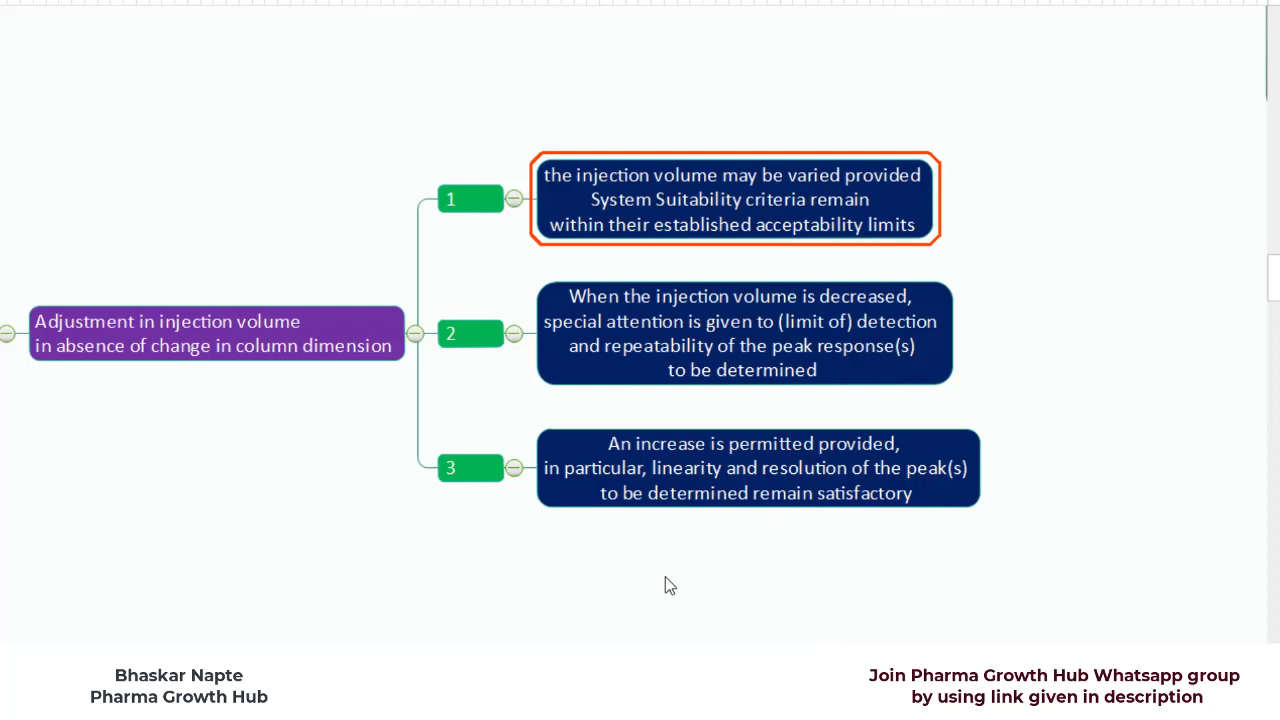 Adjustment in injection volume
in absence of change in column dimension
1
the injection volume may be varied provided
System Suitability criteria remain
within their established acceptability limits
2
When the injection volume is decreased,
special attention is given to (limit of) detection
and repeatability of the peak response(s)
to be determined
3
An increase is permitted provided,
in particular, linearity and resolution of the peak(s)
to be determined remain satisfactory
Bhaskar Napte
Pharma Growth Hub
Join Pharma Growth Hub Whatsapp group
by using link given in description